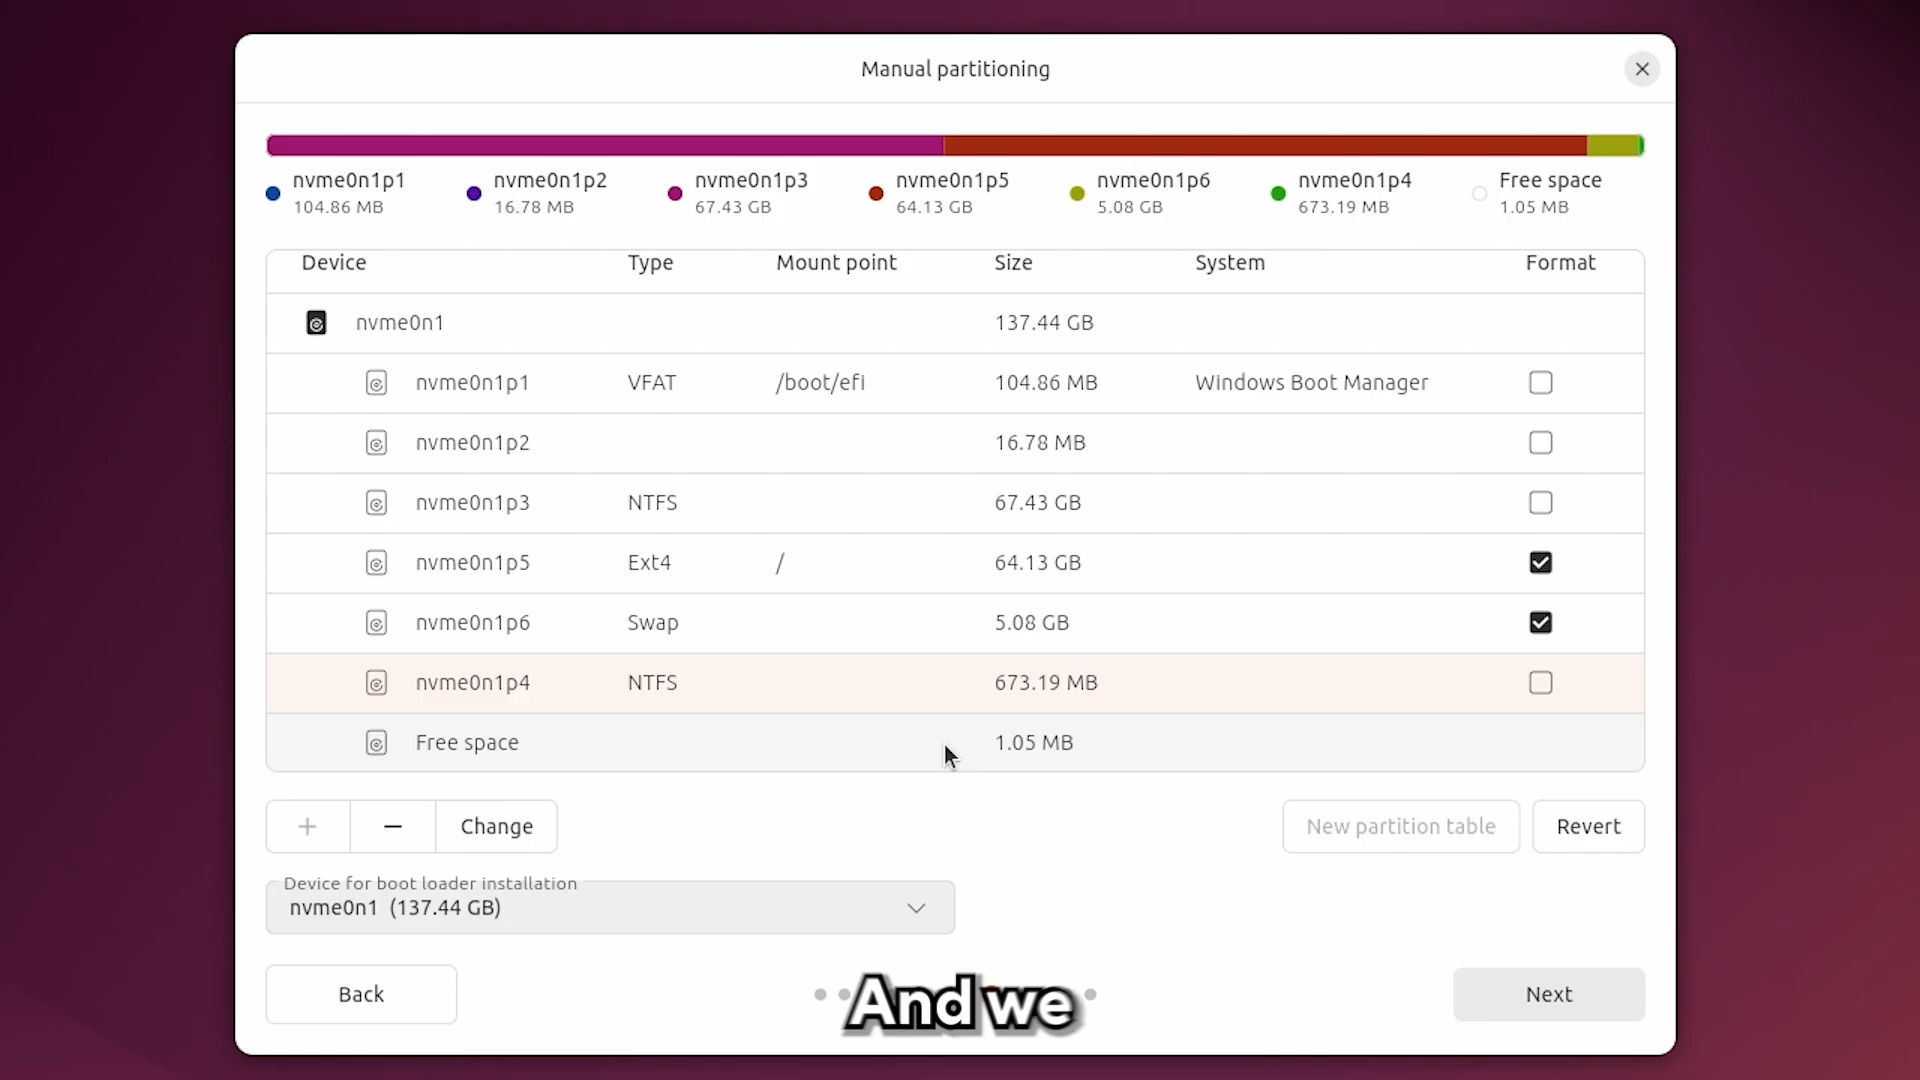 Manual partitioning
nvme0n1p1 nvme0n1p2 nvme0n1p3 nvme0n1p5 nvme0n1p6 nvme0n1p4 Free space
104.86 MB 16.78 MB 67.43 GB 64.13 GB 5.08 GB 673.19 MB 1.05 MB
Device Type Mount point Size System Format
nvme0n1 137.44 GB
nvme0n1p1 VFAT /boot/efi 104.86 MB Windows Boot Manager
nvme0n1p2 16.78 MB
nvme0n1p3 NTFS 67.43 GB
nvme0n1p5 Ext4 / 64.13 GB
nvme0n1p6 Swap 5.08 GB
nvme0n1p4 NTFS 673.19 MB
Free space 1.05 MB
+ − Change New partition table Revert
Device for boot loader installation
nvme0n1 (137.44 GB)
Back And we Next